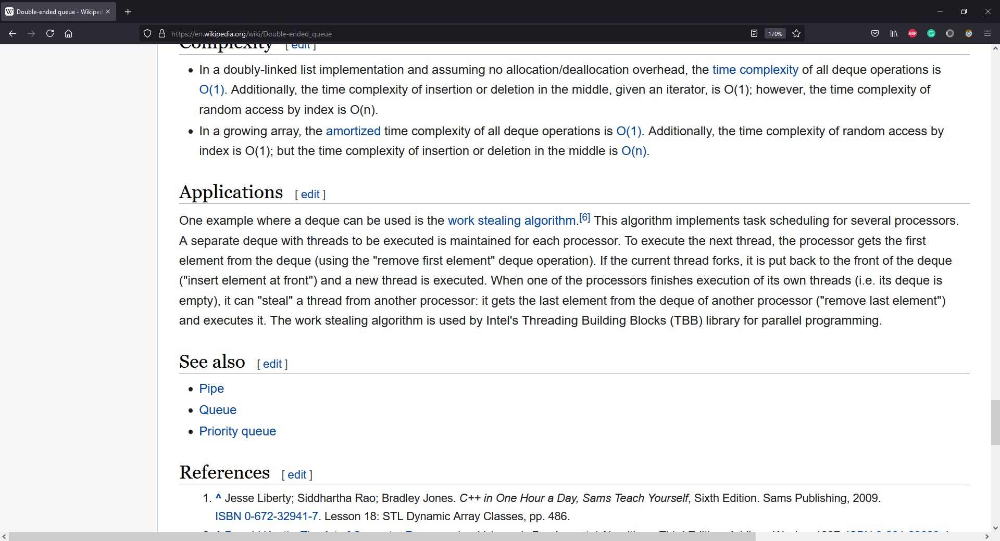 Double-ended queue - Wikiped
https://en.wikipedia.org/wiki/Double-ended_queue
170%
ABP
Complexity [ edit ]
• In a doubly-linked list implementation and assuming no allocation/deallocation overhead, the time complexity of all deque operations is
O(1). Additionally, the time complexity of insertion or deletion in the middle, given an iterator, is O(1); however, the time complexity of
random access by index is O(n).
• In a growing array, the amortized time complexity of all deque operations is O(1). Additionally, the time complexity of random access by
index is O(1); but the time complexity of insertion or deletion in the middle is O(n).
Applications [ edit ]
One example where a deque can be used is the work stealing algorithm.[6] This algorithm implements task scheduling for several processors.
A separate deque with threads to be executed is maintained for each processor. To execute the next thread, the processor gets the first
element from the deque (using the "remove first element" deque operation). If the current thread forks, it is put back to the front of the deque
("insert element at front") and a new thread is executed. When one of the processors finishes execution of its own threads (i.e. its deque is
empty), it can "steal" a thread from another processor: it gets the last element from the deque of another processor ("remove last element")
and executes it. The work stealing algorithm is used by Intel's Threading Building Blocks (TBB) library for parallel programming.
See also [ edit ]
• Pipe
• Queue
• Priority queue
References [ edit ]
1. ^ Jesse Liberty; Siddhartha Rao; Bradley Jones. C++ in One Hour a Day, Sams Teach Yourself, Sixth Edition. Sams Publishing, 2009.
ISBN 0-672-32941-7. Lesson 18: STL Dynamic Array Classes, pp. 486.